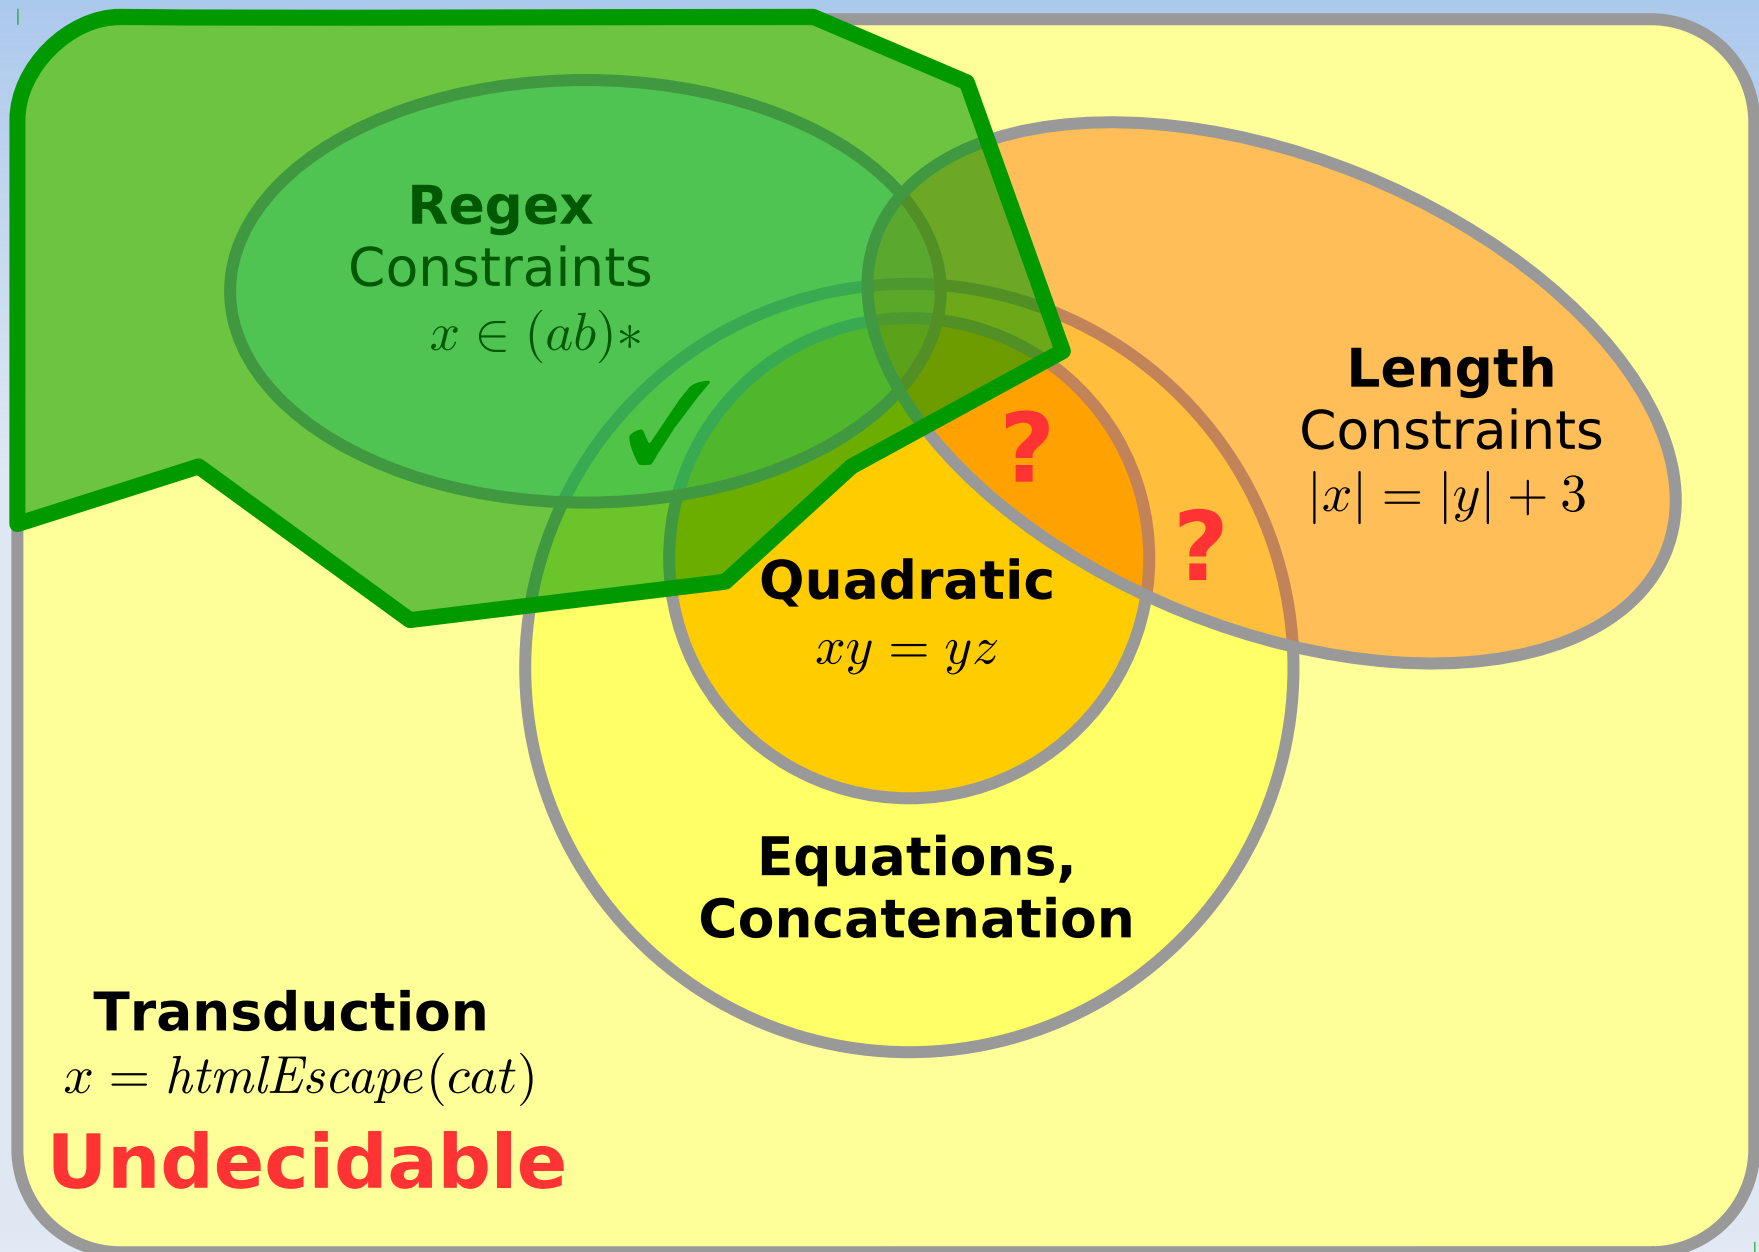 Regex
Constraints
x ∈ (ab)*
✓
Length
Constraints
|x| = |y| + 3
?
?
Quadratic
xy = yz
Equations,
Concatenation
Transduction
x = htmlEscape(cat)
Undecidable